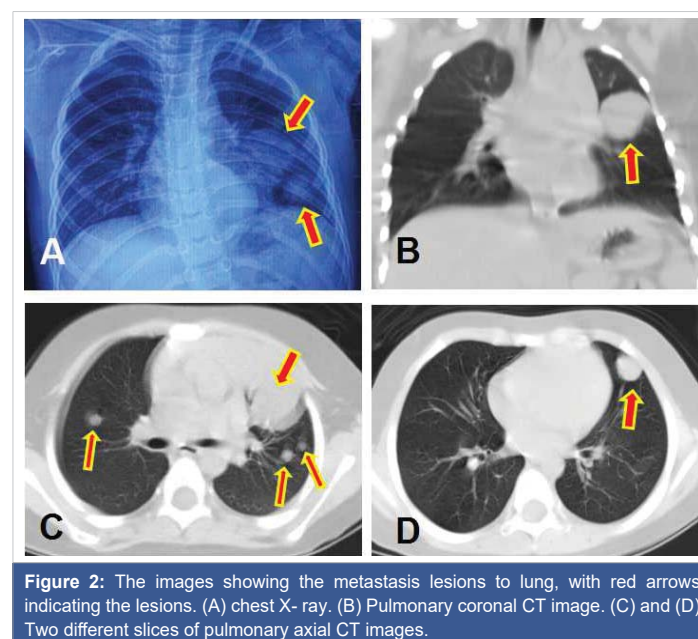 A
B
C
D
Figure 2: The images showing the metastasis lesions to lung, with red arrows
indicating the lesions. (A) chest X- ray. (B) Pulmonary coronal CT image. (C) and (D)
Two different slices of pulmonary axial CT images.